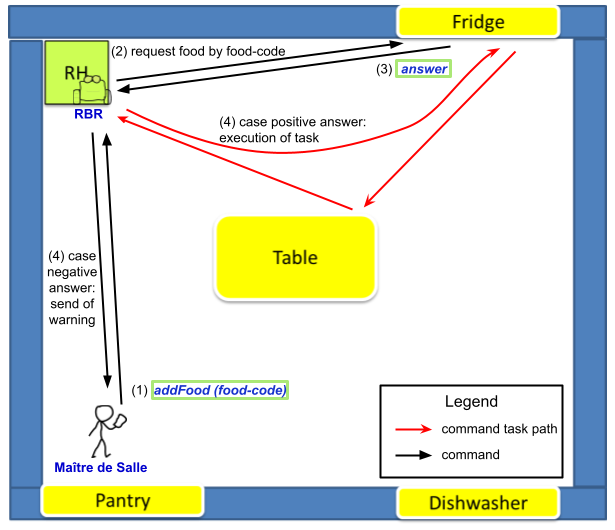 Fridge
(2) request food by food-code
RH
(3) answer
RBR
(4) case positive answer:
execution of task
Table
(4) case
negative
answer:
send of
warning
(1) addFood (food-code)
Legend
command task path
command
Maître de Salle
Pantry
Dishwasher